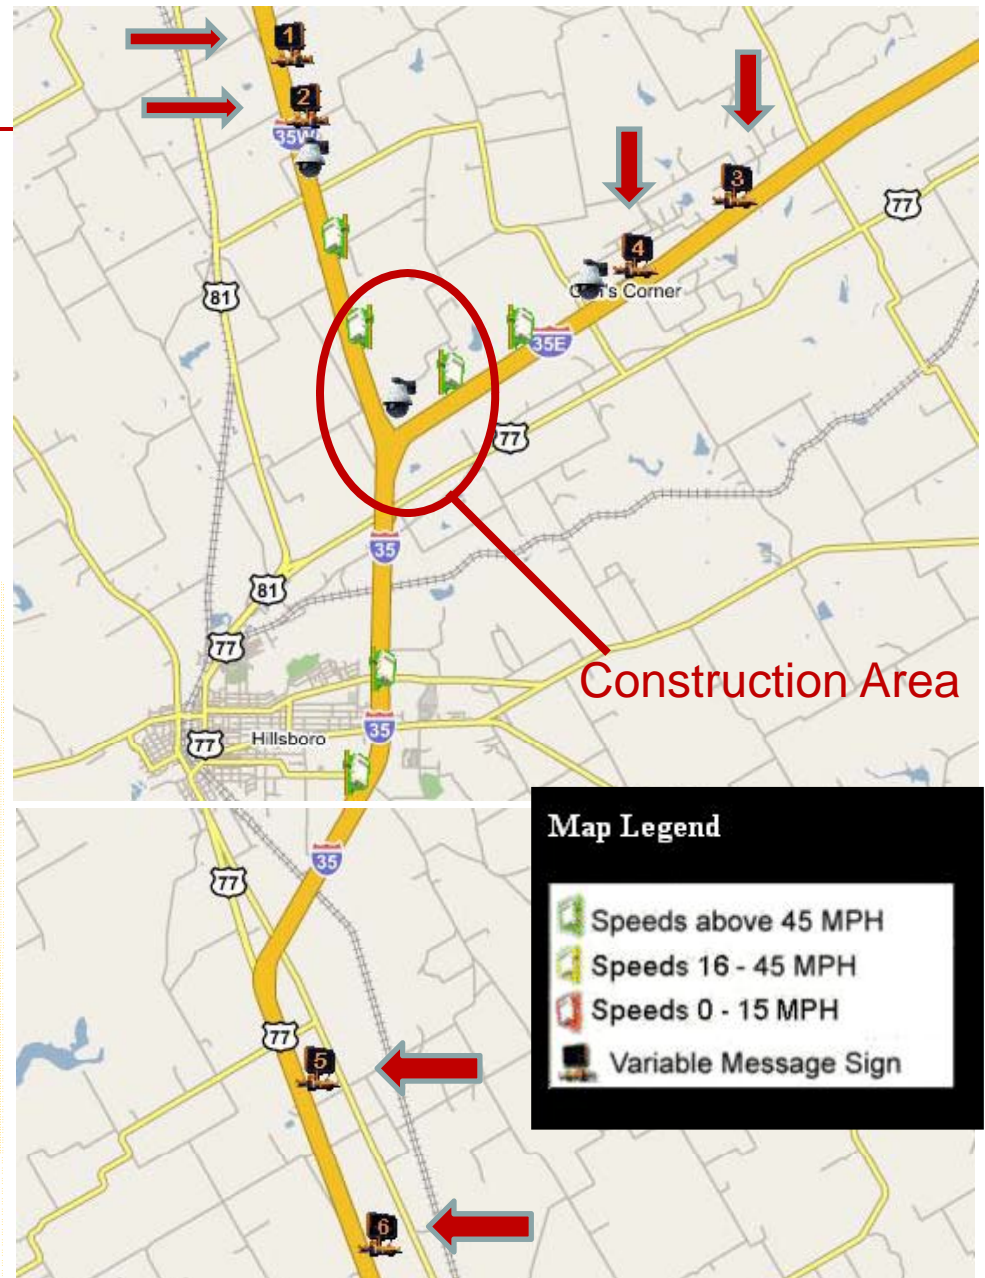 1
2
35W
3
77
4
81
Corner
35E
77
35
81
77
Construction Area
35
77
Hillsboro
Map Legend
35
77
Speeds above 45 MPH
Speeds 16 - 45 MPH
Speeds 0 - 15 MPH
77
5
Variable Message Sign
6